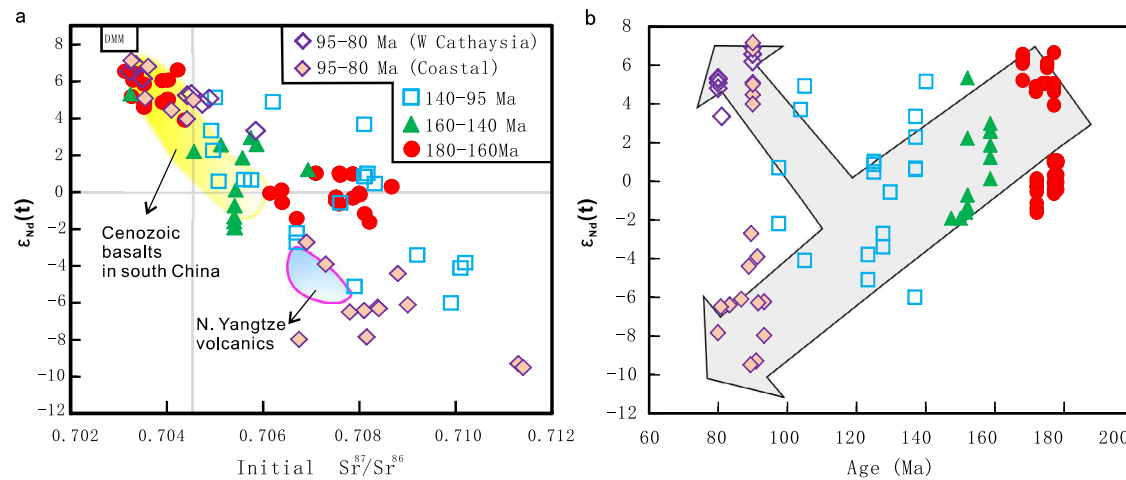 a
8
6
4
2
0
-2
-4
-6
-8
-10
-12
εNd(t)
DMM
95-80 Ma (W Cathaysia)
95-80 Ma (Coastal)
140-95 Ma
160-140 Ma
180-160Ma
Cenozoic
basalts
in south China
N. Yangtze
volcanics
0.702
0.704
0.706
0.708
0.710
0.712
Initial Sr⁸⁷/Sr⁸⁶
b
8
6
4
2
0
-2
-4
-6
-8
-10
-12
εNd(t)
60
80
100
120
140
160
180
200
Age (Ma)